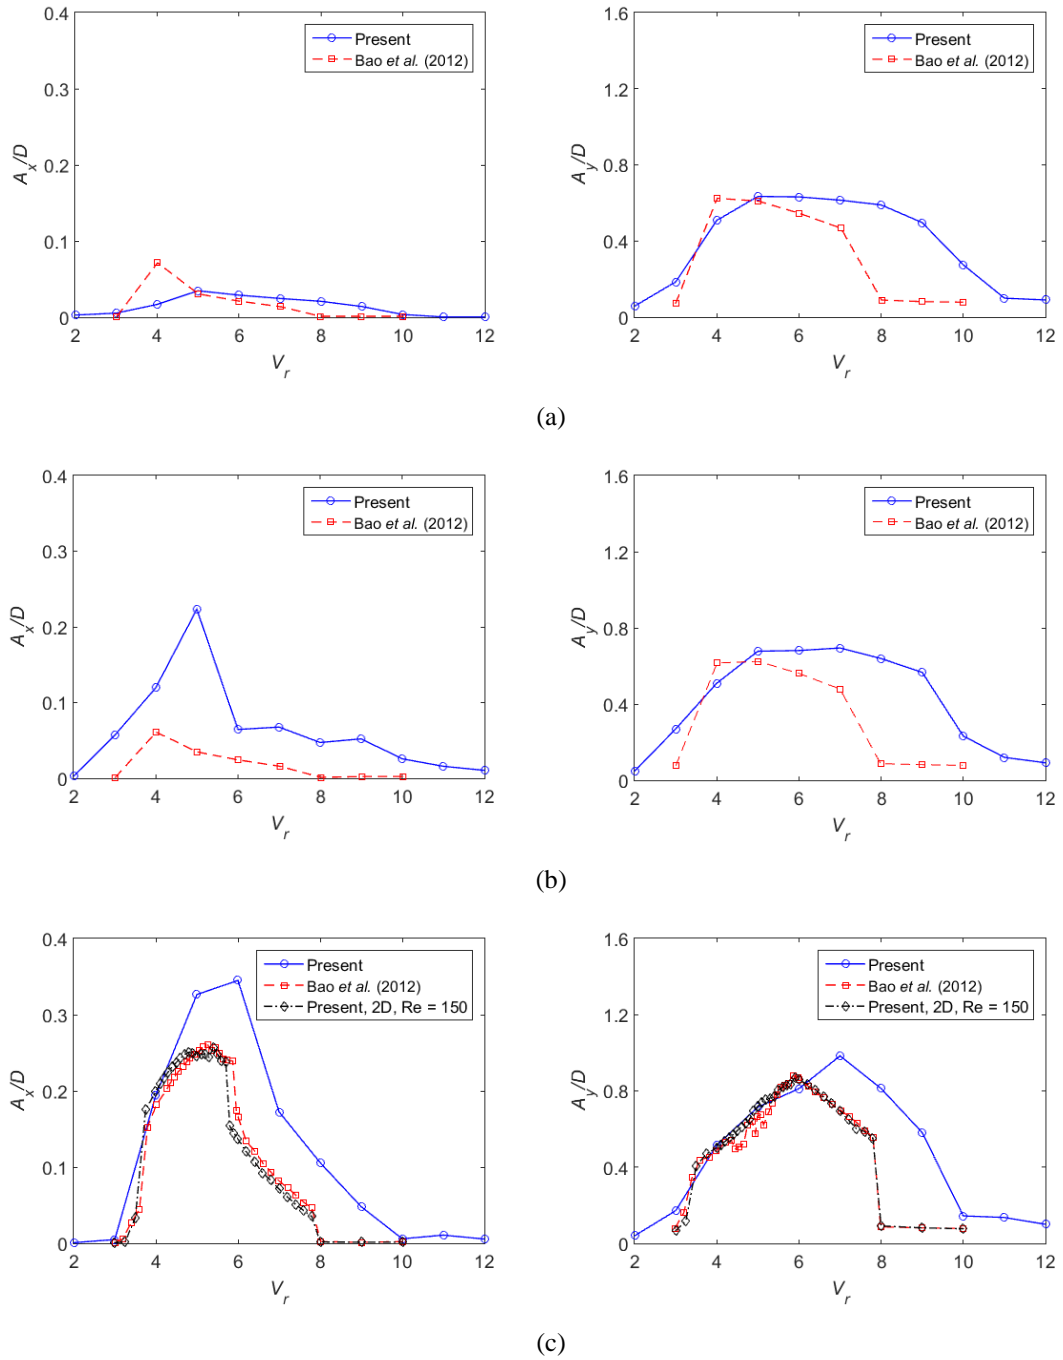 0.4
0.3
0.2
0.1
0
2 4 6 8 10 12
A_x/D
V_r
Present
Bao et al. (2012)
1.6
1.2
0.8
0.4
0
2 4 6 8 10 12
A_y/D
V_r
Present
Bao et al. (2012)
(a)
0.4
0.3
0.2
0.1
0
2 4 6 8 10 12
A_x/D
V_r
Present
Bao et al. (2012)
1.6
1.2
0.8
0.4
0
2 4 6 8 10 12
A_y/D
V_r
Present
Bao et al. (2012)
(b)
0.4
0.3
0.2
0.1
0
2 4 6 8 10 12
A_x/D
V_r
Present
Bao et al. (2012)
Present, 2D, Re = 150
1.6
1.2
0.8
0.4
0
2 4 6 8 10 12
A_y/D
V_r
Present
Bao et al. (2012)
Present, 2D, Re = 150
(c)